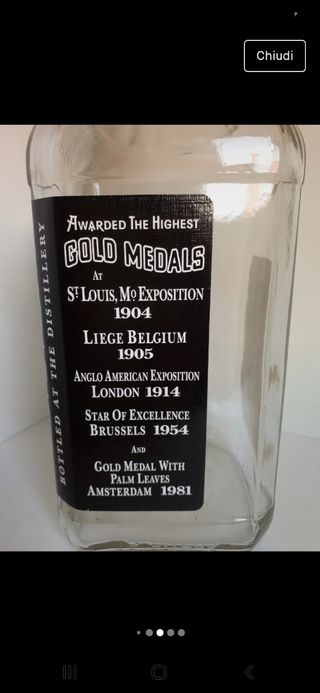 Chiudi
BOTTLED AT THE DISTILLERY
AWARDED THE HIGHEST
GOLD MEDALS
AT
ST LOUIS, MO EXPOSITION
1904
LIEGE BELGIUM
1905
ANGLO AMERICAN EXPOSITION
LONDON 1914
STAR OF EXCELLENCE
BRUSSELS 1954
AND
GOLD MEDAL WITH
PALM LEAVES
AMSTERDAM 1981